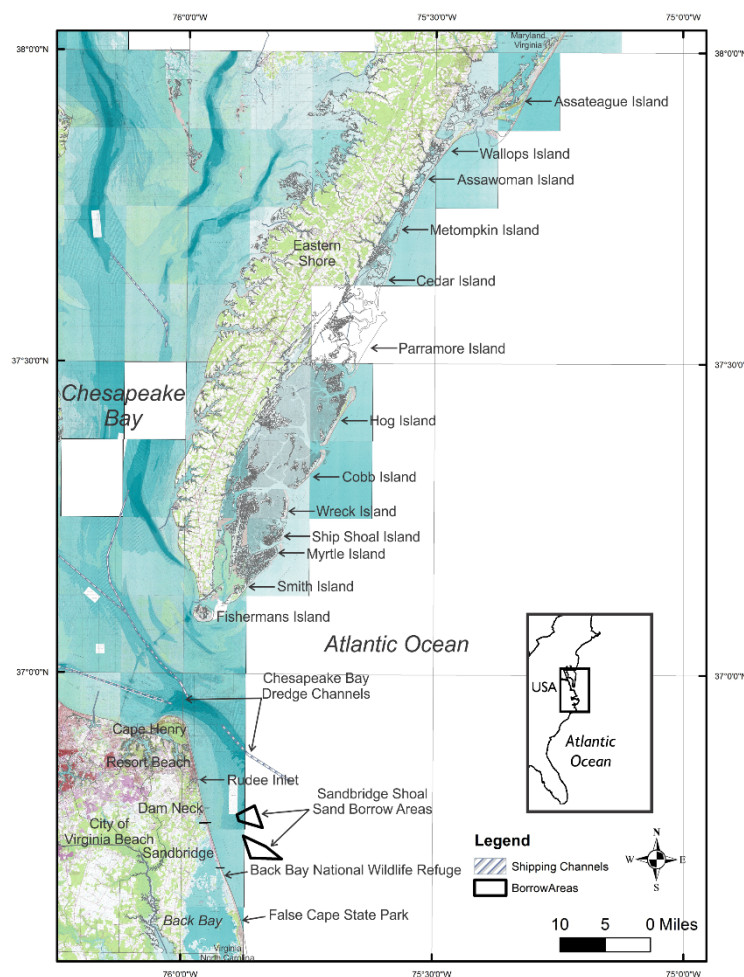 76°0'0"W
75°30'0"W
75°0'0"W
38°0'0"N
38°0'0"N
Maryland
Virginia
Assateague Island
Wallops Island
Assawoman Island
Metompkin Island
Eastern
Shore
Cedar Island
Parramore Island
37°30'0"N
37°30'0"N
Chesapeake
Bay
Hog Island
Cobb Island
Wreck Island
Ship Shoal Island
Myrtle Island
Smith Island
Fishermans Island
Atlantic Ocean
37°0'0"N
37°0'0"N
Chesapeake Bay
Dredge Channels
USA
Atlantic
Ocean
Cape Henry
Resort Beach
Rudee Inlet
Sandbridge Shoal
Sand Borrow Areas
Dam Neck
City of
Virginia Beach
Sandbridge
Back Bay National Wildlife Refuge
Back Bay
False Cape State Park
Virginia
North Carolina
Legend
Shipping Channels
BorrowAreas
N
W
E
S
10 5 0 Miles
76°0'0"W
75°30'0"W
75°0'0"W